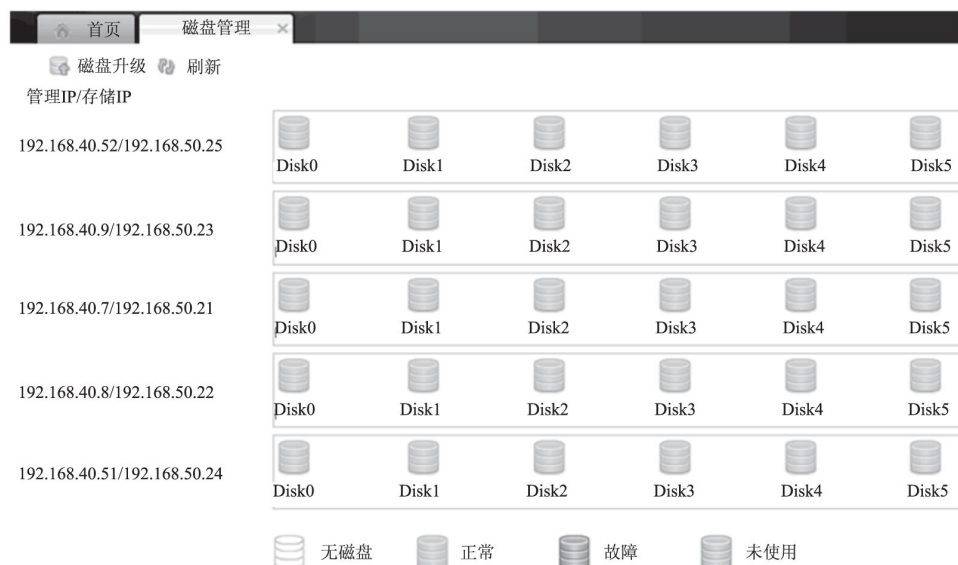 首页 磁盘管理 ×
磁盘升级 刷新
管理IP/存储IP
192.168.40.52/192.168.50.25
Disk0 Disk1 Disk2 Disk3 Disk4 Disk5
192.168.40.9/192.168.50.23
Disk0 Disk1 Disk2 Disk3 Disk4 Disk5
192.168.40.7/192.168.50.21
Disk0 Disk1 Disk2 Disk3 Disk4 Disk5
192.168.40.8/192.168.50.22
Disk0 Disk1 Disk2 Disk3 Disk4 Disk5
192.168.40.51/192.168.50.24
Disk0 Disk1 Disk2 Disk3 Disk4 Disk5
无磁盘 正常 故障 未使用